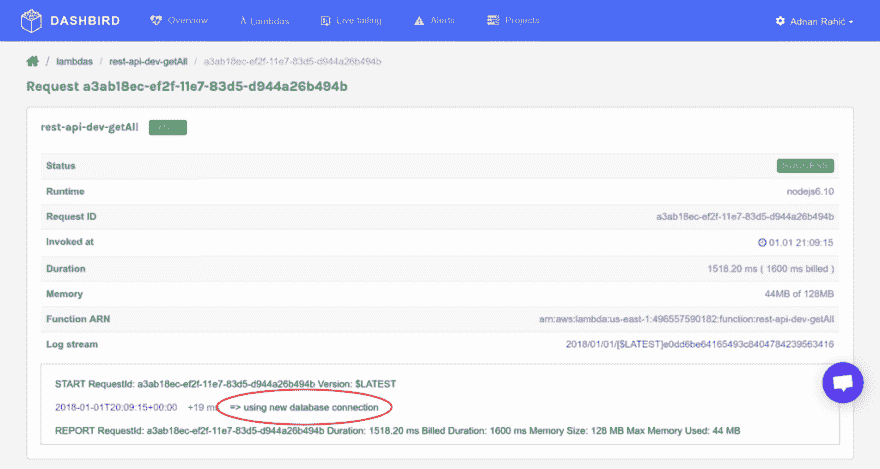 DASHBIRD Overview λ Lambdas Live tailing Alerts Projects Adnan Rahić
/ lambdas / rest-api-dev-getAll / a3ab18ec-ef2f-11e7-83d5-d944a26b494b
Request a3ab18ec-ef2f-11e7-83d5-d944a26b494b
rest-api-dev-getAll
Status SUCCESS
Runtime nodejs6.10
Request ID a3ab18ec-ef2f-11e7-83d5-d944a26b494b
Invoked at 01.01 21:09:15
Duration 1518.20 ms ( 1600 ms billed )
Memory 44MB of 128MB
Function ARN arn:aws:lambda:us-east-1:496557590182:function:rest-api-dev-getAll
Log stream 2018/01/01/[$LATEST]e0dd6be64165493c8404784239563416
START RequestId: a3ab18ec-ef2f-11e7-83d5-d944a26b494b Version: $LATEST
2018-01-01T20:09:15+00:00 +19 ms => using new database connection
REPORT RequestId: a3ab18ec-ef2f-11e7-83d5-d944a26b494b Duration: 1518.20 ms Billed Duration: 1600 ms Memory Size: 128 MB Max Memory Used: 44 MB